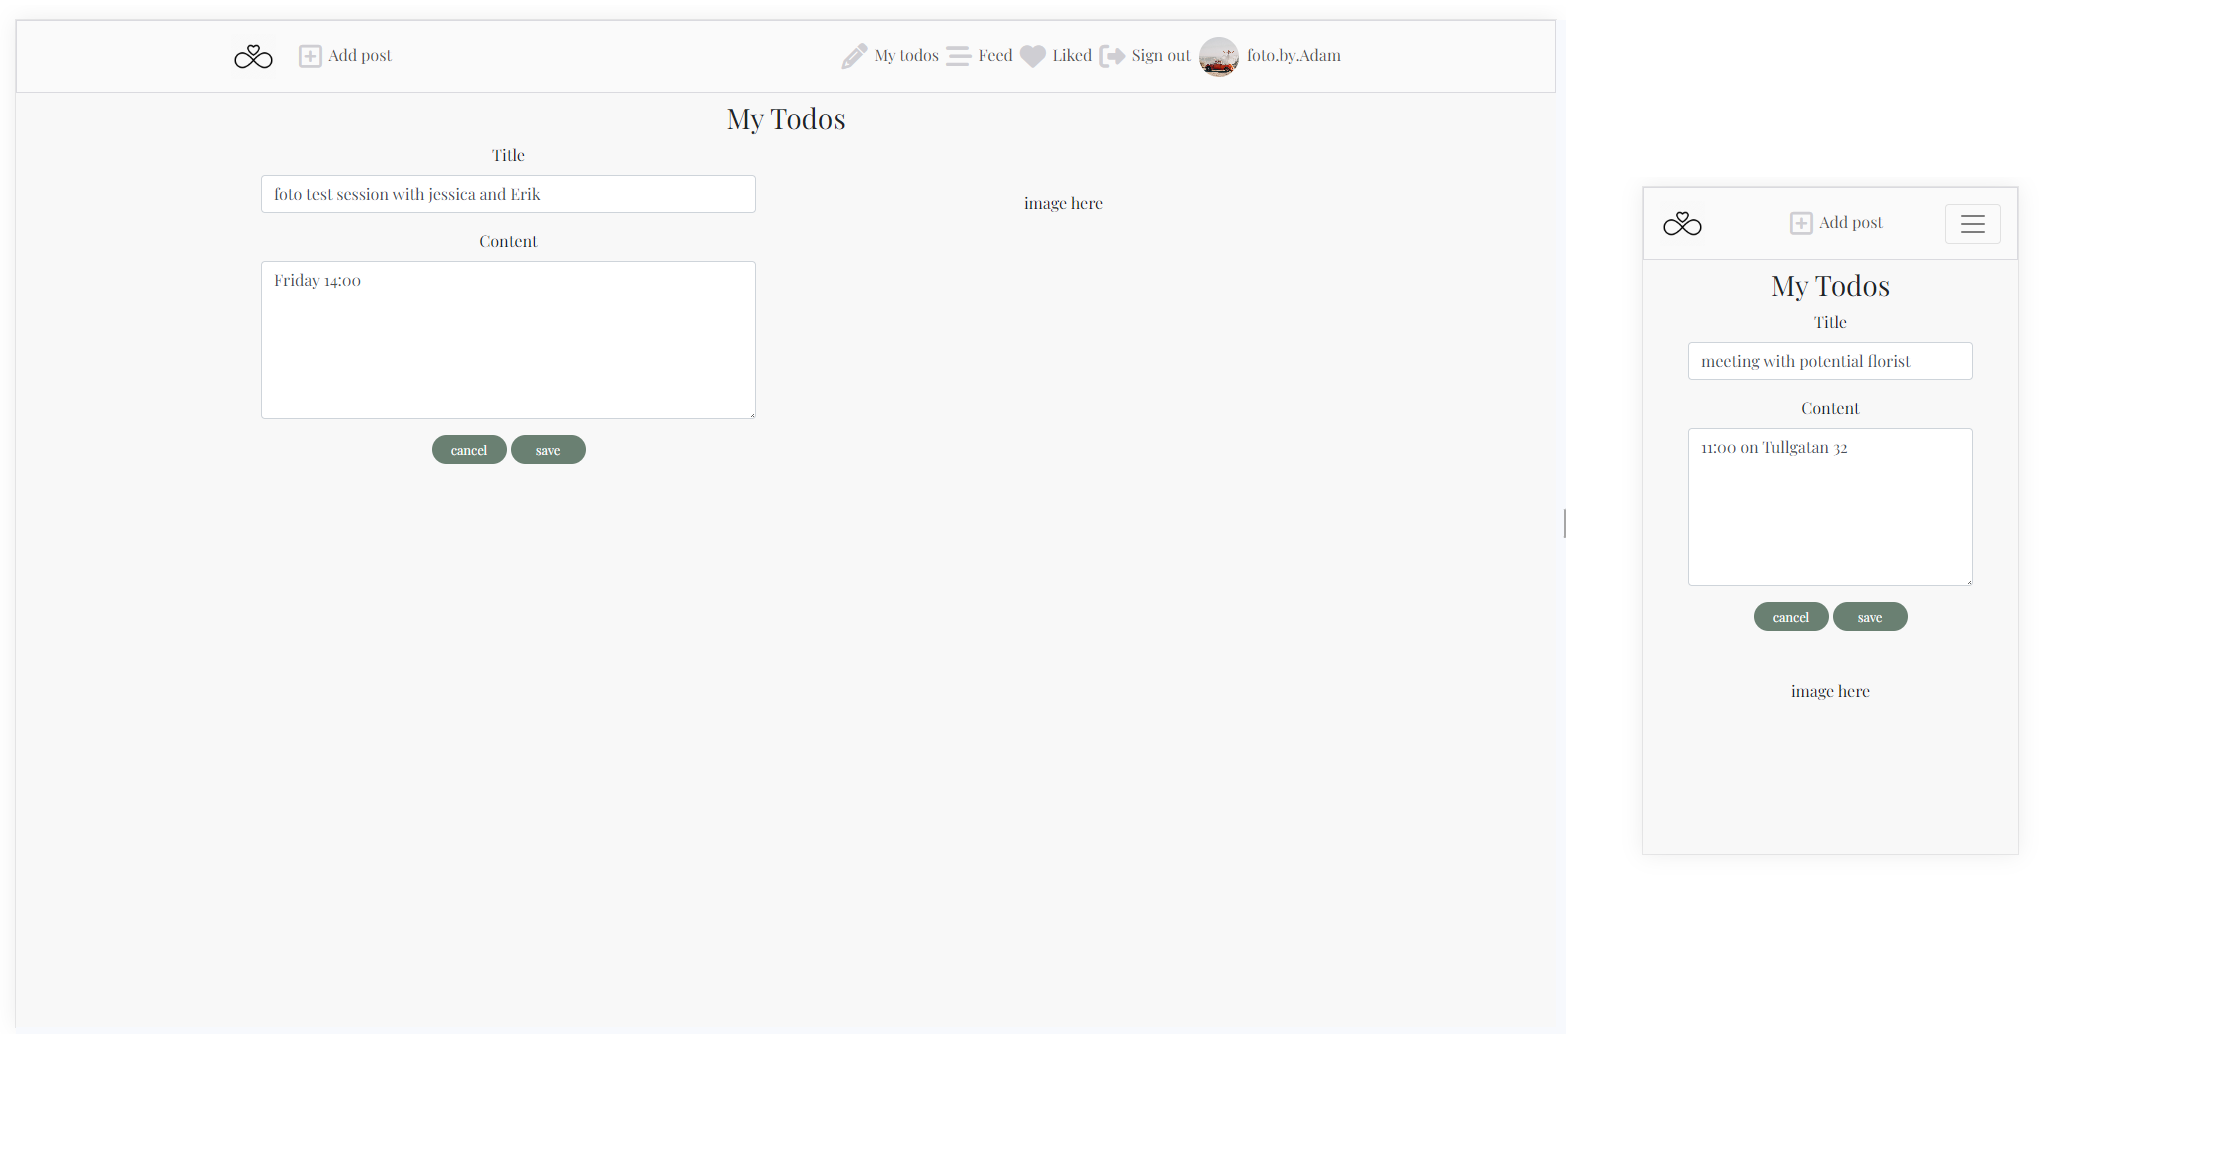 Add post
My todos Feed Liked Sign out foto.by.Adam
My Todos
Title
foto test session with jessica and Erik
image here
Content
Friday 14:00
cancel save
Add post
My Todos
Title
meeting with potential florist
Content
11:00 on Tullgatan 32
cancel save
image here